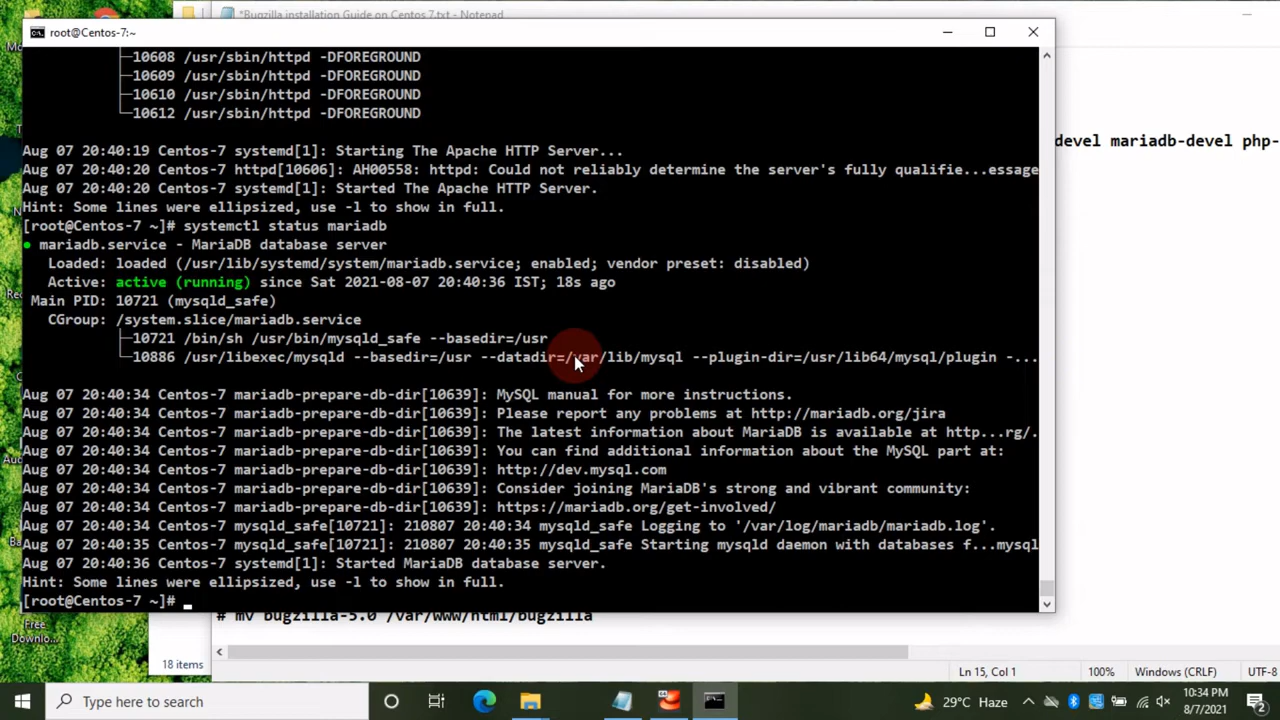 *Bugzilla installation Guide on Centos 7.txt - Notepad
root@Centos-7:~
├─10608 /usr/sbin/httpd -DFOREGROUND
├─10609 /usr/sbin/httpd -DFOREGROUND
├─10610 /usr/sbin/httpd -DFOREGROUND
└─10612 /usr/sbin/httpd -DFOREGROUND
devel mariadb-devel php-
Aug 07 20:40:19 Centos-7 systemd[1]: Starting The Apache HTTP Server...
Aug 07 20:40:20 Centos-7 httpd[10606]: AH00558: httpd: Could not reliably determine the server's fully qualifie...essage
Aug 07 20:40:20 Centos-7 systemd[1]: Started The Apache HTTP Server.
Hint: Some lines were ellipsized, use -l to show in full.
[root@Centos-7 ~]# systemctl status mariadb
● mariadb.service - MariaDB database server
Loaded: loaded (/usr/lib/systemd/system/mariadb.service; enabled; vendor preset: disabled)
Active: active (running) since Sat 2021-08-07 20:40:36 IST; 18s ago
Main PID: 10721 (mysqld_safe)
CGroup: /system.slice/mariadb.service
├─10721 /bin/sh /usr/bin/mysqld_safe --basedir=/usr
└─10886 /usr/libexec/mysqld --basedir=/usr --datadir=/var/lib/mysql --plugin-dir=/usr/lib64/mysql/plugin -...
Aug 07 20:40:34 Centos-7 mariadb-prepare-db-dir[10639]: MySQL manual for more instructions.
Aug 07 20:40:34 Centos-7 mariadb-prepare-db-dir[10639]: Please report any problems at http://mariadb.org/jira
Aug 07 20:40:34 Centos-7 mariadb-prepare-db-dir[10639]: The latest information about MariaDB is available at http...rg/.
Aug 07 20:40:34 Centos-7 mariadb-prepare-db-dir[10639]: You can find additional information about the MySQL part at:
Aug 07 20:40:34 Centos-7 mariadb-prepare-db-dir[10639]: http://dev.mysql.com
Aug 07 20:40:34 Centos-7 mariadb-prepare-db-dir[10639]: Consider joining MariaDB's strong and vibrant community:
Aug 07 20:40:34 Centos-7 mariadb-prepare-db-dir[10639]: https://mariadb.org/get-involved/
Aug 07 20:40:34 Centos-7 mysqld_safe[10721]: 210807 20:40:34 mysqld_safe Logging to '/var/log/mariadb/mariadb.log'.
Aug 07 20:40:35 Centos-7 mysqld_safe[10721]: 210807 20:40:35 mysqld_safe Starting mysqld daemon with databases f...mysql
Aug 07 20:40:36 Centos-7 systemd[1]: Started MariaDB database server.
Hint: Some lines were ellipsized, use -l to show in full.
[root@Centos-7 ~]#
# mv bugzilla-5.0 /var/www/html/bugzilla
Free
Downlo...
18 items
Ln 15, Col 1
100%
Windows (CRLF)
UTF-8
Type here to search
29°C Haze
10:34 PM
8/7/2021
2